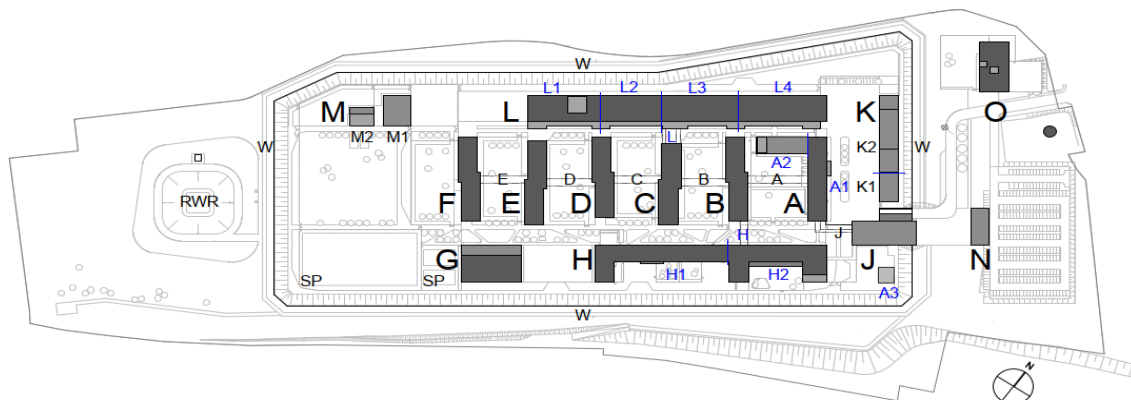 W
L1 L2 L3 L4
O
M L K
M2 M1 L K2
W A2 W
E D C B A A1 K1
RWR
F E D C B A
H J
G H J N
SP SP H1 H2 A3
W
N